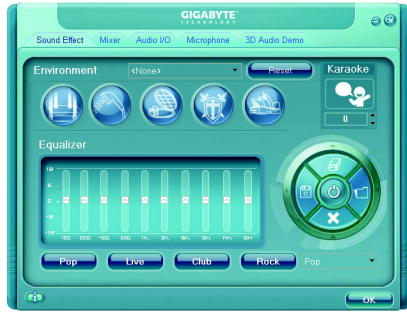 GIGABYTE
TECHNOLOGY
Sound Effect Mixer Audio I/O Microphone 3D Audio Demo
Environment <None> Reset Karaoke
0
Equalizer
Pop Live Club Rock Pop
OK